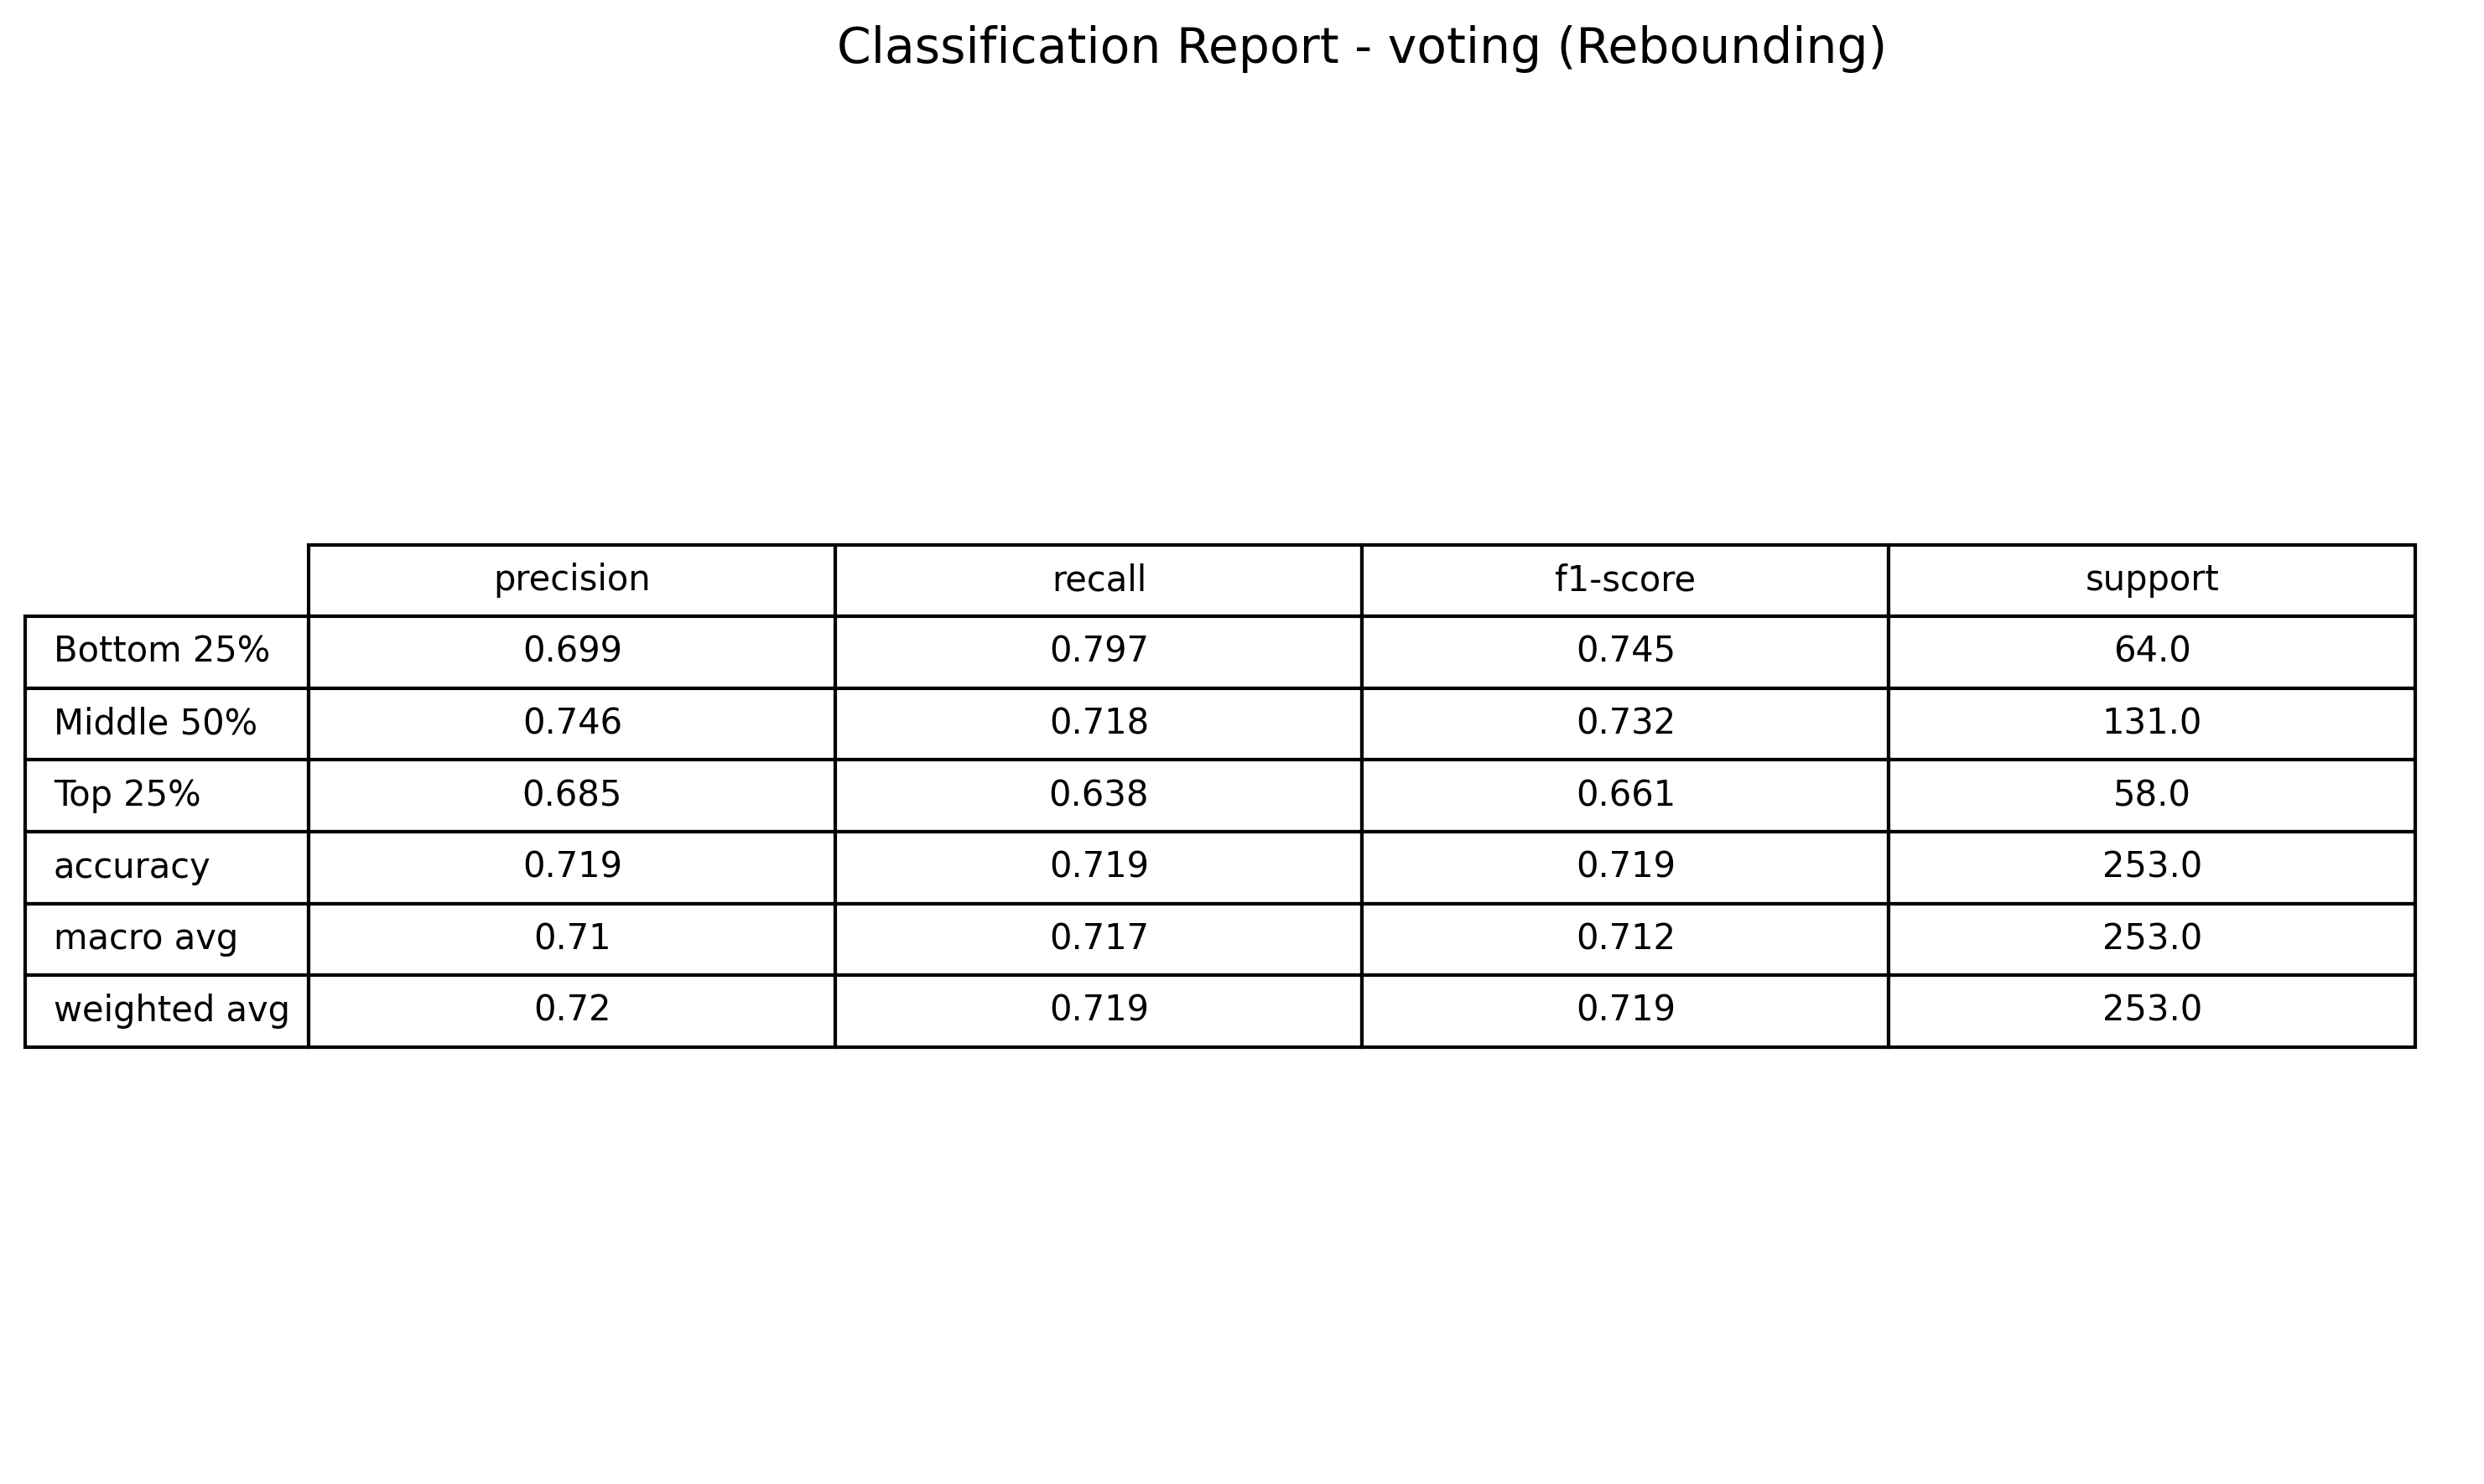 Classification Report - voting (Rebounding)
precision recall f1-score support
Bottom 25% 0.699 0.797 0.745 64.0
Middle 50% 0.746 0.718 0.732 131.0
Top 25% 0.685 0.638 0.661 58.0
accuracy 0.719 0.719 0.719 253.0
macro avg 0.71 0.717 0.712 253.0
weighted avg 0.72 0.719 0.719 253.0